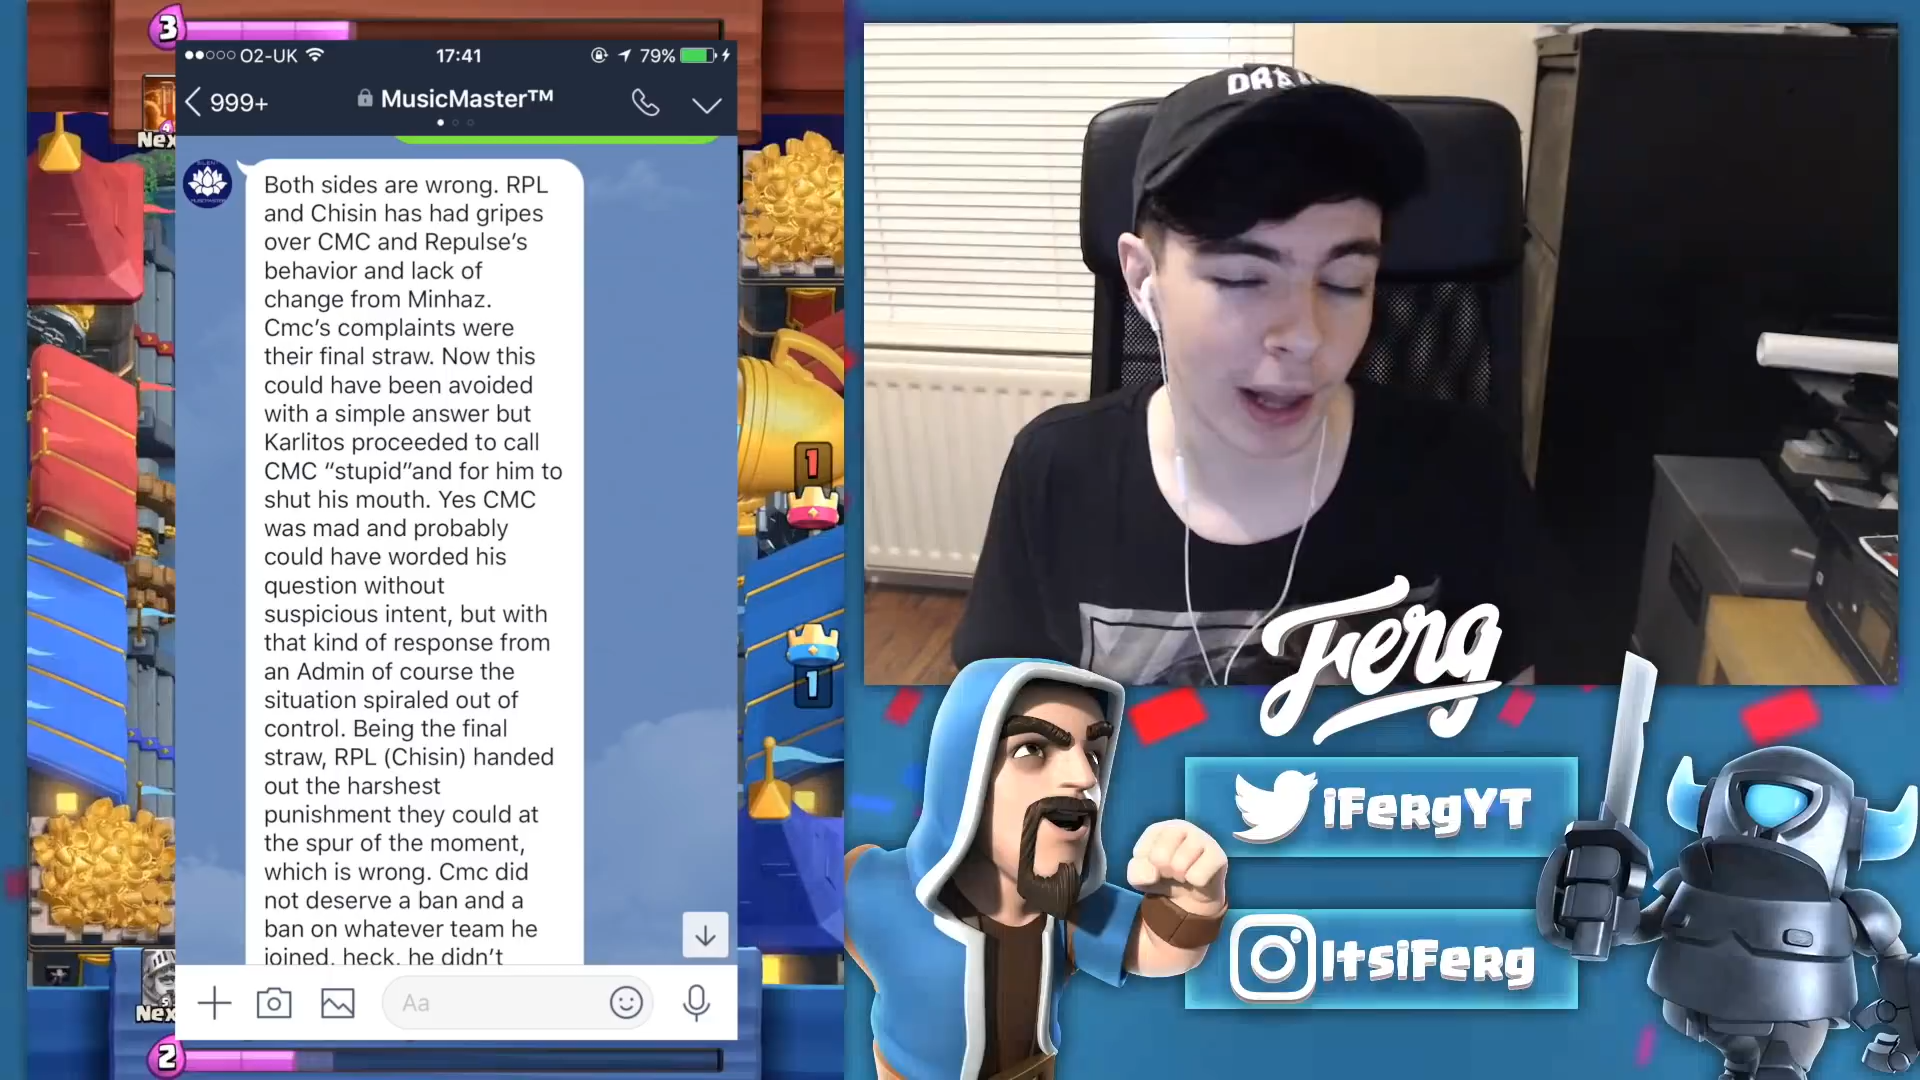 3
O2-UK
17:41
79%
999+
MusicMaster™
Both sides are wrong. RPL
and Chisin has had gripes
over CMC and Repulse’s
behavior and lack of
change from Minhaz.
Cmc’s complaints were
their final straw. Now this
could have been avoided
with a simple answer but
Karlitos proceeded to call
CMC “stupid”and for him to
shut his mouth. Yes CMC
was mad and probably
could have worded his
question without
suspicious intent, but with
that kind of response from
an Admin of course the
situation spiraled out of
control. Being the final
straw, RPL (Chisin) handed
out the harshest
punishment they could at
the spur of the moment,
which is wrong. Cmc did
not deserve a ban and a
ban on whatever team he
joined, heck, he didn’t
Aa
Nex
4
Nex
5
2
1
1
Ferg
iFergYT
ItsiFerg